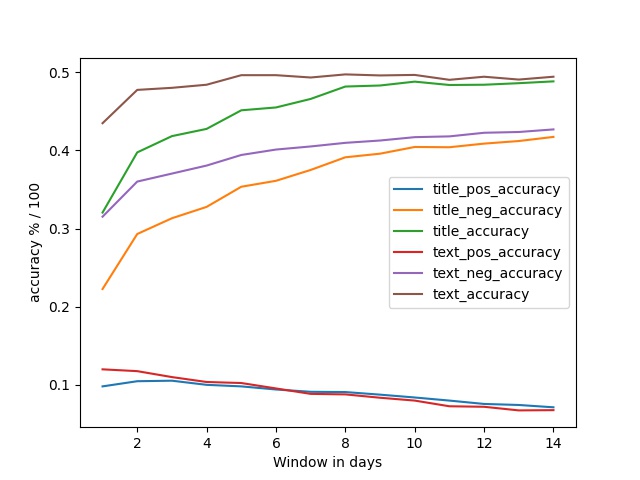 0.5
0.4
0.3
0.2
0.1
accuracy % / 100
title_pos_accuracy
title_neg_accuracy
title_accuracy
text_pos_accuracy
text_neg_accuracy
text_accuracy
2 4 6 8 10 12 14
Window in days